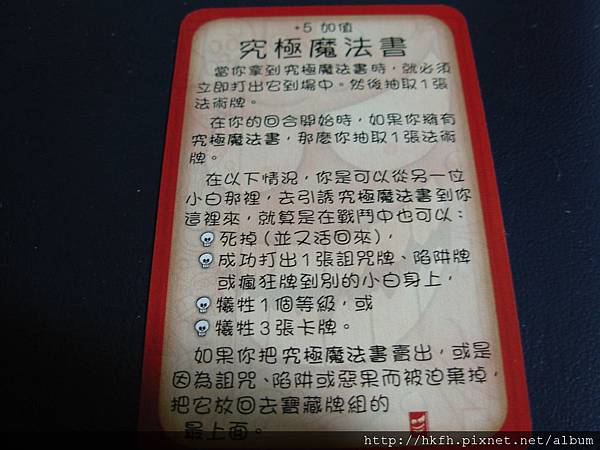 +5 加值
究極魔法書
當你拿到究極魔法書時，就必須
立即打出它到場中。然後抽取1張
法術牌。
在你的回合開始時，如果你擁有
究極魔法書，那麼你抽取1張法術
牌。
在以下情況，你是可以從另一位
小白那裡，去引誘究極魔法書到你
這裡來，就算是在戰鬥中也可以：
死掉（並又活回來），
成功打出1張詛咒牌、陷阱牌
或瘋狂牌到別的小白身上，
犧牲1個等級，或
犧牲3張卡牌。
如果你把究極魔法書賣出，或是
因為詛咒、陷阱或惡果而被迫棄掉，
把它放回去寶藏牌組的
最上面。
http://hkfh.pixnet.net/album